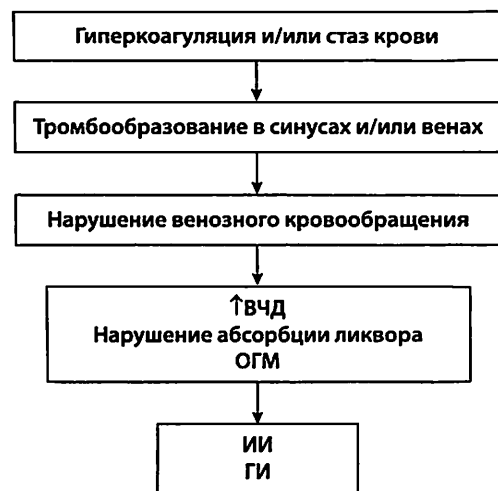 Гиперкоагуляция и/или стаз крови
Тромбообразование в синусах и/или венах
Нарушение венозного кровообращения
↑ВЧД
Нарушение абсорбции ликвора
ОГМ
ИИ
ГИ